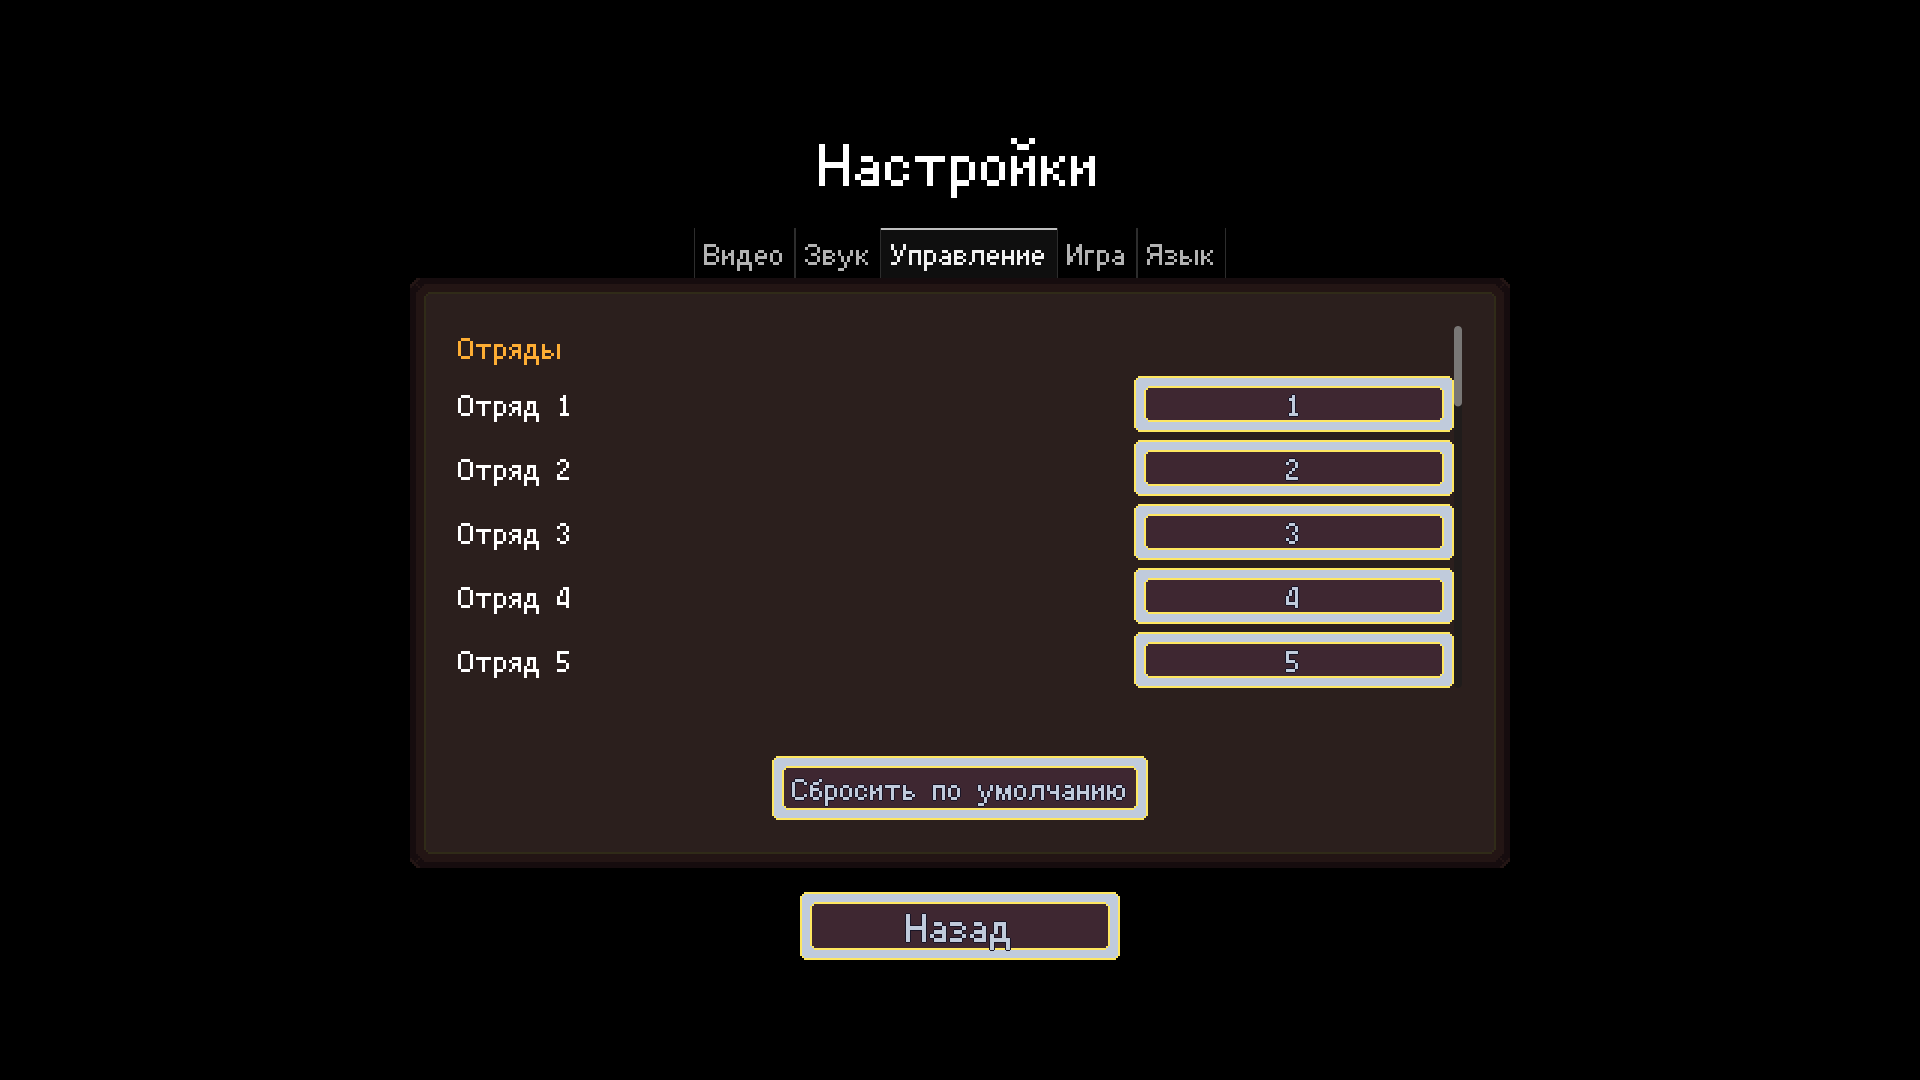 Настройки
Видео Звук Управление Игра Язык
Отряды
Отряд 1 1
Отряд 2 2
Отряд 3 3
Отряд 4 4
Отряд 5 5
Сбросить по умолчанию
Назад